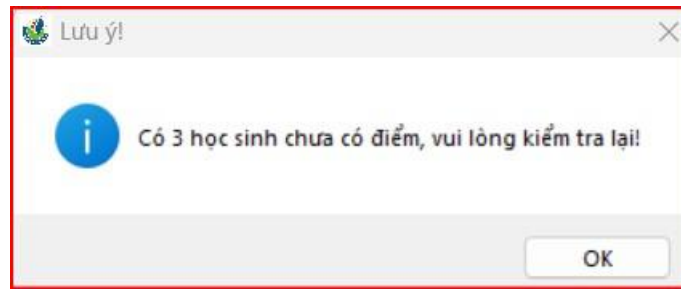 Lưu ý!
Có 3 học sinh chưa có điểm, vui lòng kiểm tra lại!
OK